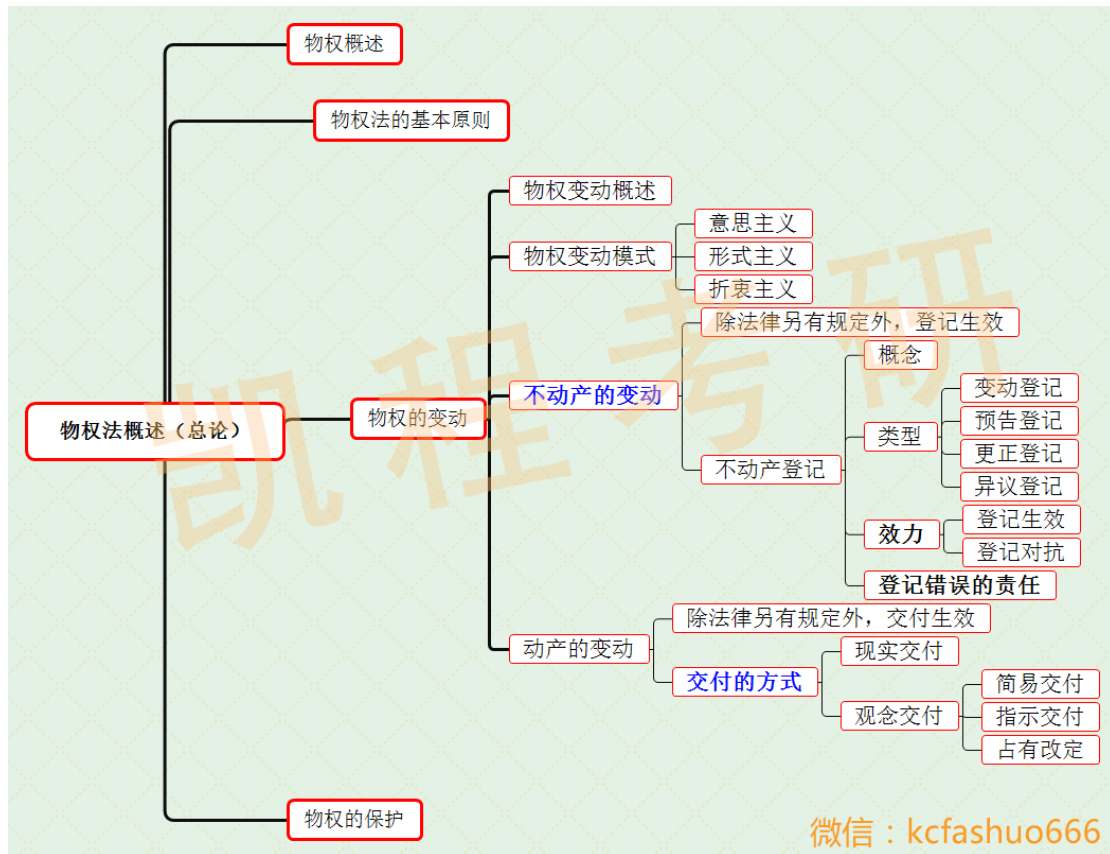 物权概述
物权法的基本原则
物权法概述（总论）
物权的变动
物权变动概述
物权变动模式
意思主义
形式主义
折衷主义
不动产的变动
除法律另有规定外，登记生效
不动产登记
概念
类型
变动登记
预告登记
更正登记
异议登记
效力
登记生效
登记对抗
登记错误的责任
动产的变动
除法律另有规定外，交付生效
交付的方式
现实交付
观念交付
简易交付
指示交付
占有改定
物权的保护
凯程考研
微信：kcfashuo666